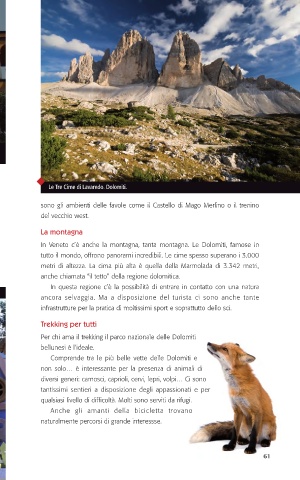 Le Tre Cime di Lavaredo. Dolomiti.
sono gli ambienti delle favole come il Castello di Mago Merlino o il trenino
del vecchio west.
La montagna
In Veneto c'è anche la montagna, tanta montagna. Le Dolomiti, famose in
tutto il mondo, offrono panorami incredibili. Le cime spesso superano i 3.000
metri di altezza. La cima più alta è quella della Marmolada di 3.342 metri,
anche chiamata "il tetto" della regione dolomitica.
In questa regione c'è la possibilità di entrare in contatto con una natura
ancora selvaggia. Ma a disposizione del turista ci sono anche tante
infrastrutture per la pratica di moltissimi sport e soprattutto dello sci.
Trekking per tutti
Per chi ama il trekking il parco nazionale delle Dolomiti
bellunesi è l'ideale.
Comprende tra le più belle vette delle Dolomiti e
non solo... è interessante per la presenza di animali di
diversi generi: camosci, caprioli, cervi, lepri, volpi... Ci sono
tantissimi sentieri a disposizione degli appassionati e per
qualsiasi livello di difficoltà. Molti sono serviti da rifugi.
Anche gli amanti della bicicletta trovano
naturalmente percorsi di grande interesse.
61